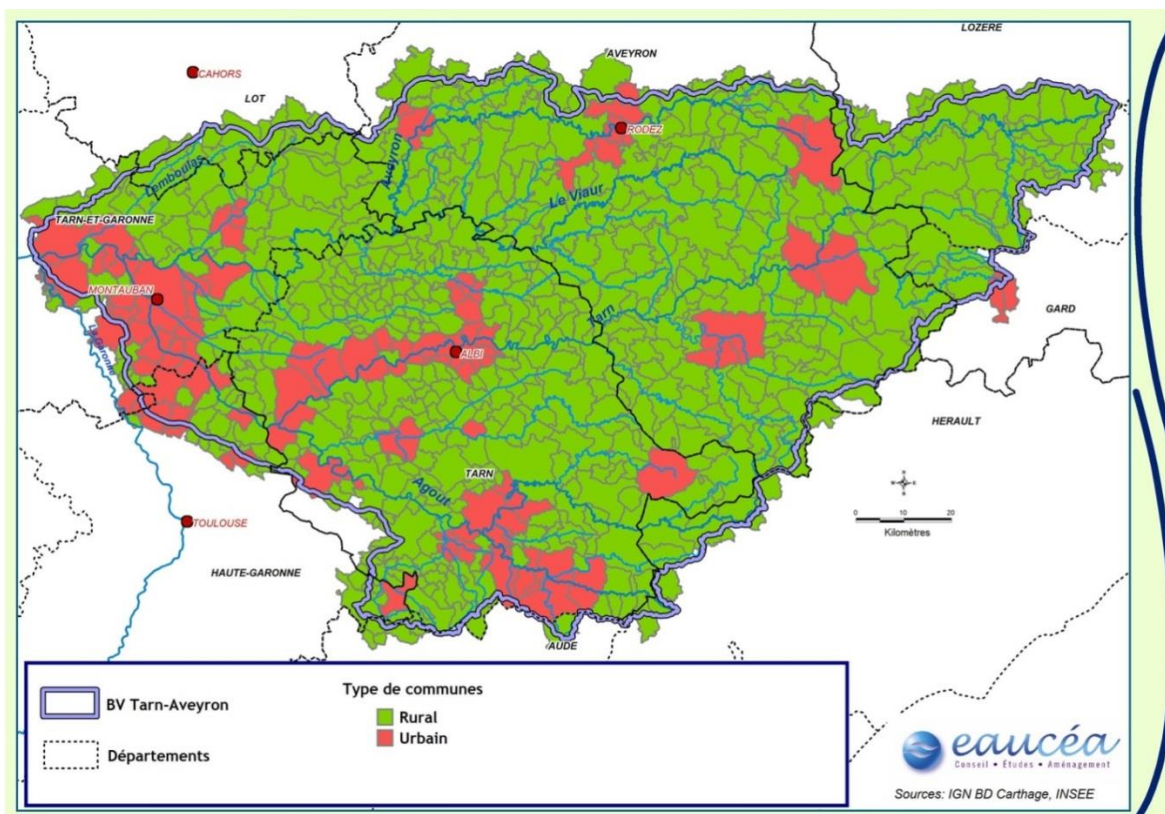 LOZERE
AVEYRON
CAHORS
LOT
RODEZ
Lemboulas
Aveyron
Le Viaur
TARN-ET-GARONNE
MONTAUBAN
GARD
Tarn
La Garonne
ALBI
HERAULT
TARN
Agout
0 10 20
Kilomètres
TOULOUSE
HAUTE-GARONNE
AUDE
BV Tarn-Aveyron
Départements
Type de communes
Rural
Urbain
eaucéa
Conseil • Études • Aménagement
Sources: IGN BD Carthage, INSEE